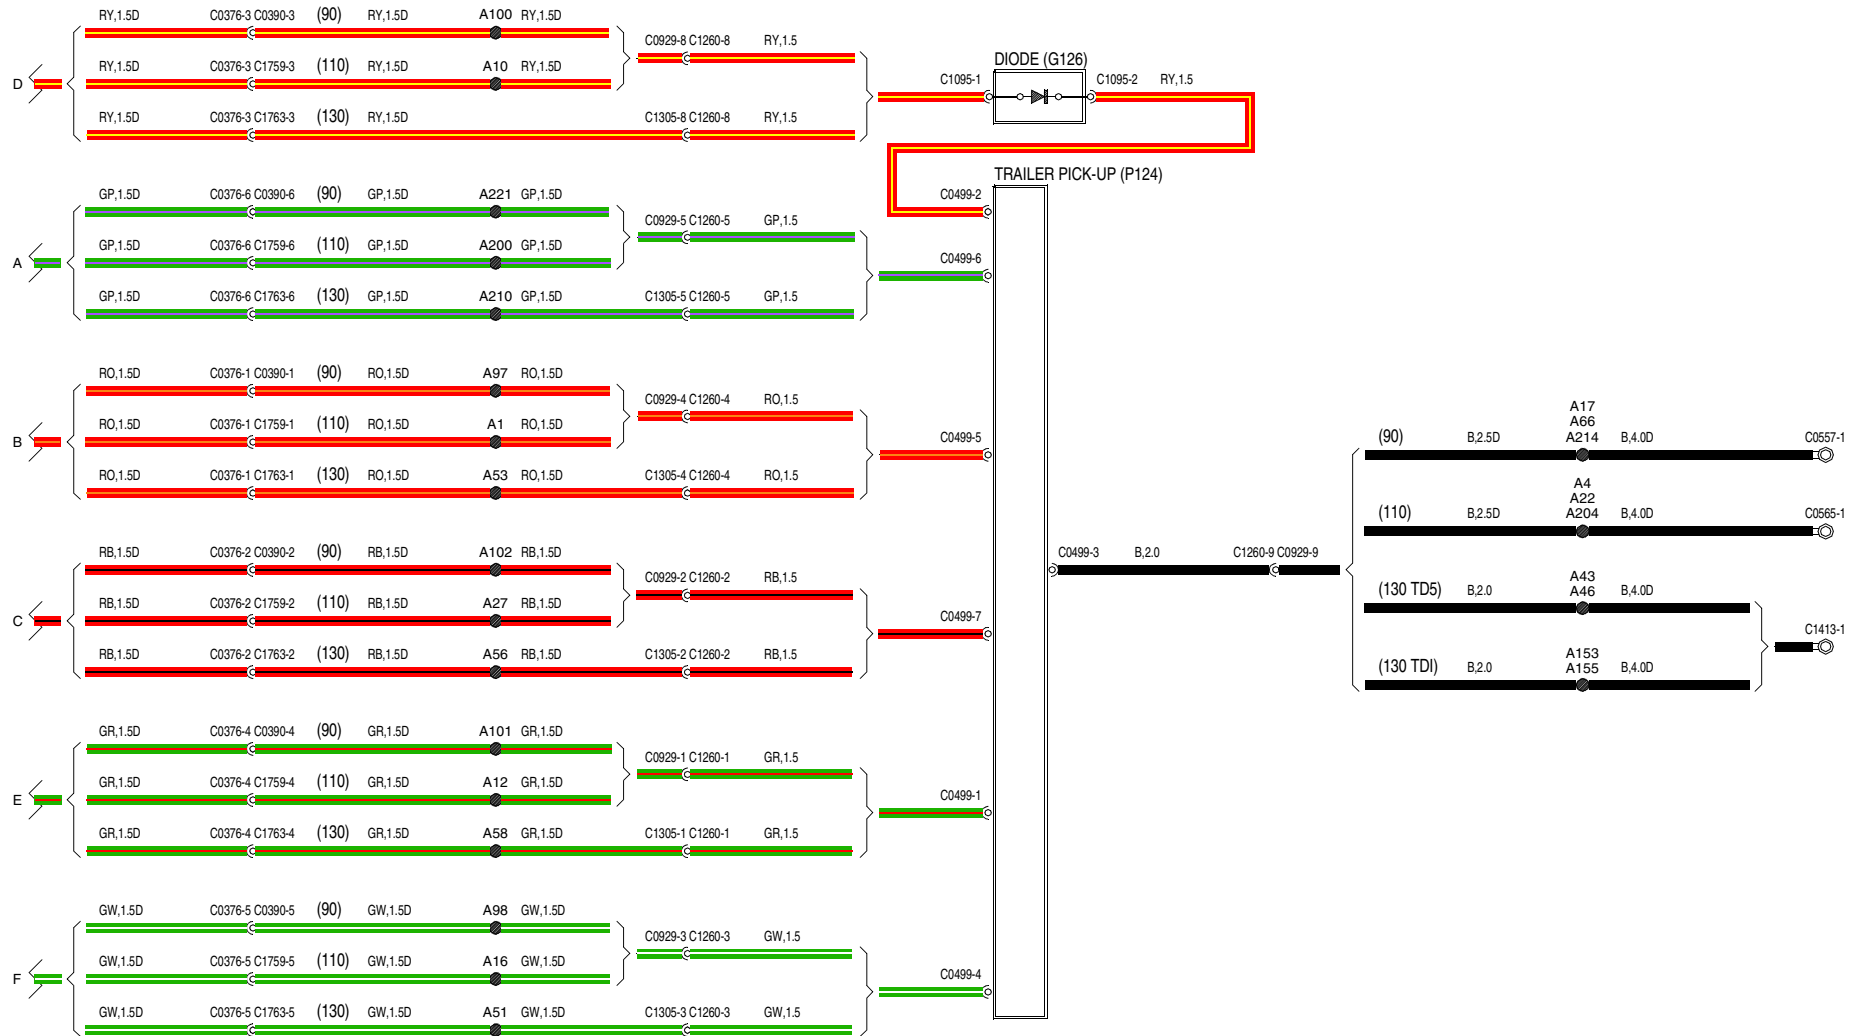 RY,1.5D C0376-3 C0390-3 (90) RY,1.5D A100 RY,1.5D
C0929-8 C1260-8 RY,1.5
RY,1.5D C0376-3 C1759-3 (110) RY,1.5D A10 RY,1.5D
D
RY,1.5D C0376-3 C1763-3 (130) RY,1.5D C1305-8 C1260-8 RY,1.5
DIODE (G126)
C1095-1 C1095-2 RY,1.5
TRAILER PICK-UP (P124)
C0499-2
GP,1.5D C0376-6 C0390-6 (90) GP,1.5D A221 GP,1.5D
C0929-5 C1260-5 GP,1.5
GP,1.5D C0376-6 C1759-6 (110) GP,1.5D A200 GP,1.5D
A
C0499-6
GP,1.5D C0376-6 C1763-6 (130) GP,1.5D A210 GP,1.5D C1305-5 C1260-5 GP,1.5
RO,1.5D C0376-1 C0390-1 (90) RO,1.5D A97 RO,1.5D
C0929-4 C1260-4 RO,1.5
RO,1.5D C0376-1 C1759-1 (110) RO,1.5D A1 RO,1.5D
B
C0499-5
RO,1.5D C0376-1 C1763-1 (130) RO,1.5D A53 RO,1.5D C1305-4 C1260-4 RO,1.5
RB,1.5D C0376-2 C0390-2 (90) RB,1.5D A102 RB,1.5D
C0929-2 C1260-2 RB,1.5
RB,1.5D C0376-2 C1759-2 (110) RB,1.5D A27 RB,1.5D
C
C0499-7
RB,1.5D C0376-2 C1763-2 (130) RB,1.5D A56 RB,1.5D C1305-2 C1260-2 RB,1.5
GR,1.5D C0376-4 C0390-4 (90) GR,1.5D A101 GR,1.5D
C0929-1 C1260-1 GR,1.5
GR,1.5D C0376-4 C1759-4 (110) GR,1.5D A12 GR,1.5D
E
C0499-1
GR,1.5D C0376-4 C1763-4 (130) GR,1.5D A58 GR,1.5D C1305-1 C1260-1 GR,1.5
GW,1.5D C0376-5 C0390-5 (90) GW,1.5D A98 GW,1.5D
C0929-3 C1260-3 GW,1.5
GW,1.5D C0376-5 C1759-5 (110) GW,1.5D A16 GW,1.5D
F
C0499-4
GW,1.5D C0376-5 C1763-5 (130) GW,1.5D A51 GW,1.5D C1305-3 C1260-3 GW,1.5
C0499-3 B,2.0 C1260-9 C0929-9
A17
A66
(90) B,2.5D A214 B,4.0D C0557-1
A4
A22
(110) B,2.5D A204 B,4.0D C0565-1
A43
(130 TD5) B,2.0 A46 B,4.0D
C1413-1
A153
(130 TDI) B,2.0 A155 B,4.0D